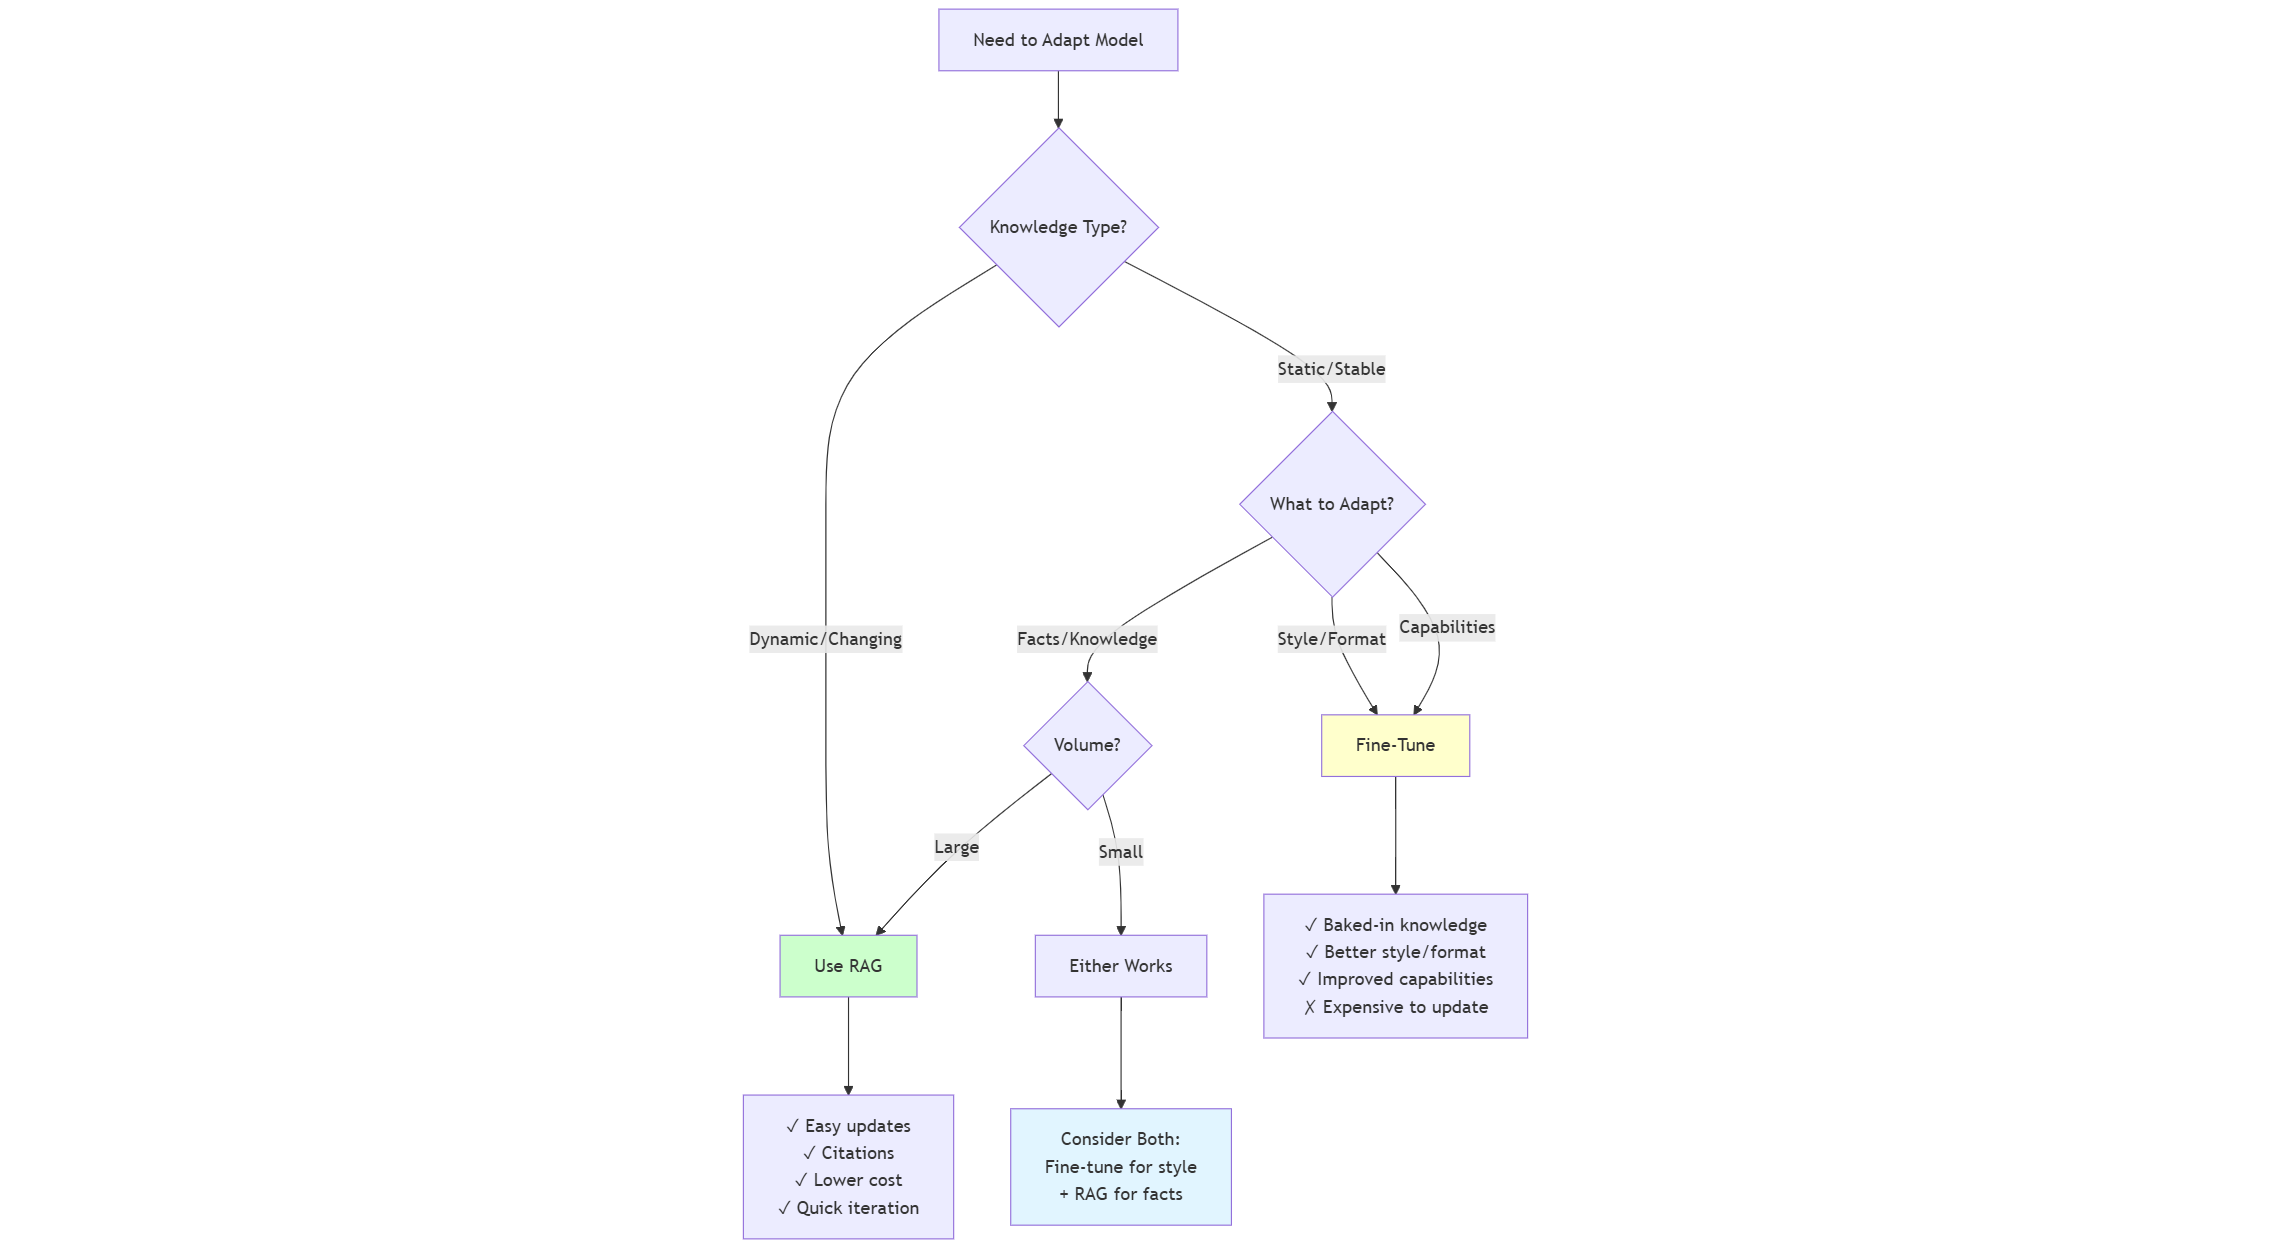 Need to Adapt Model
Knowledge Type?
Static/Stable
What to Adapt?
Dynamic/Changing
Facts/Knowledge
Style/Format
Capabilities
Volume?
Fine-Tune
Large
Small
Use RAG
Either Works
✓ Baked-in knowledge
✓ Better style/format
✓ Improved capabilities
✗ Expensive to update
✓ Easy updates
✓ Citations
✓ Lower cost
✓ Quick iteration
Consider Both:
Fine-tune for style
+ RAG for facts